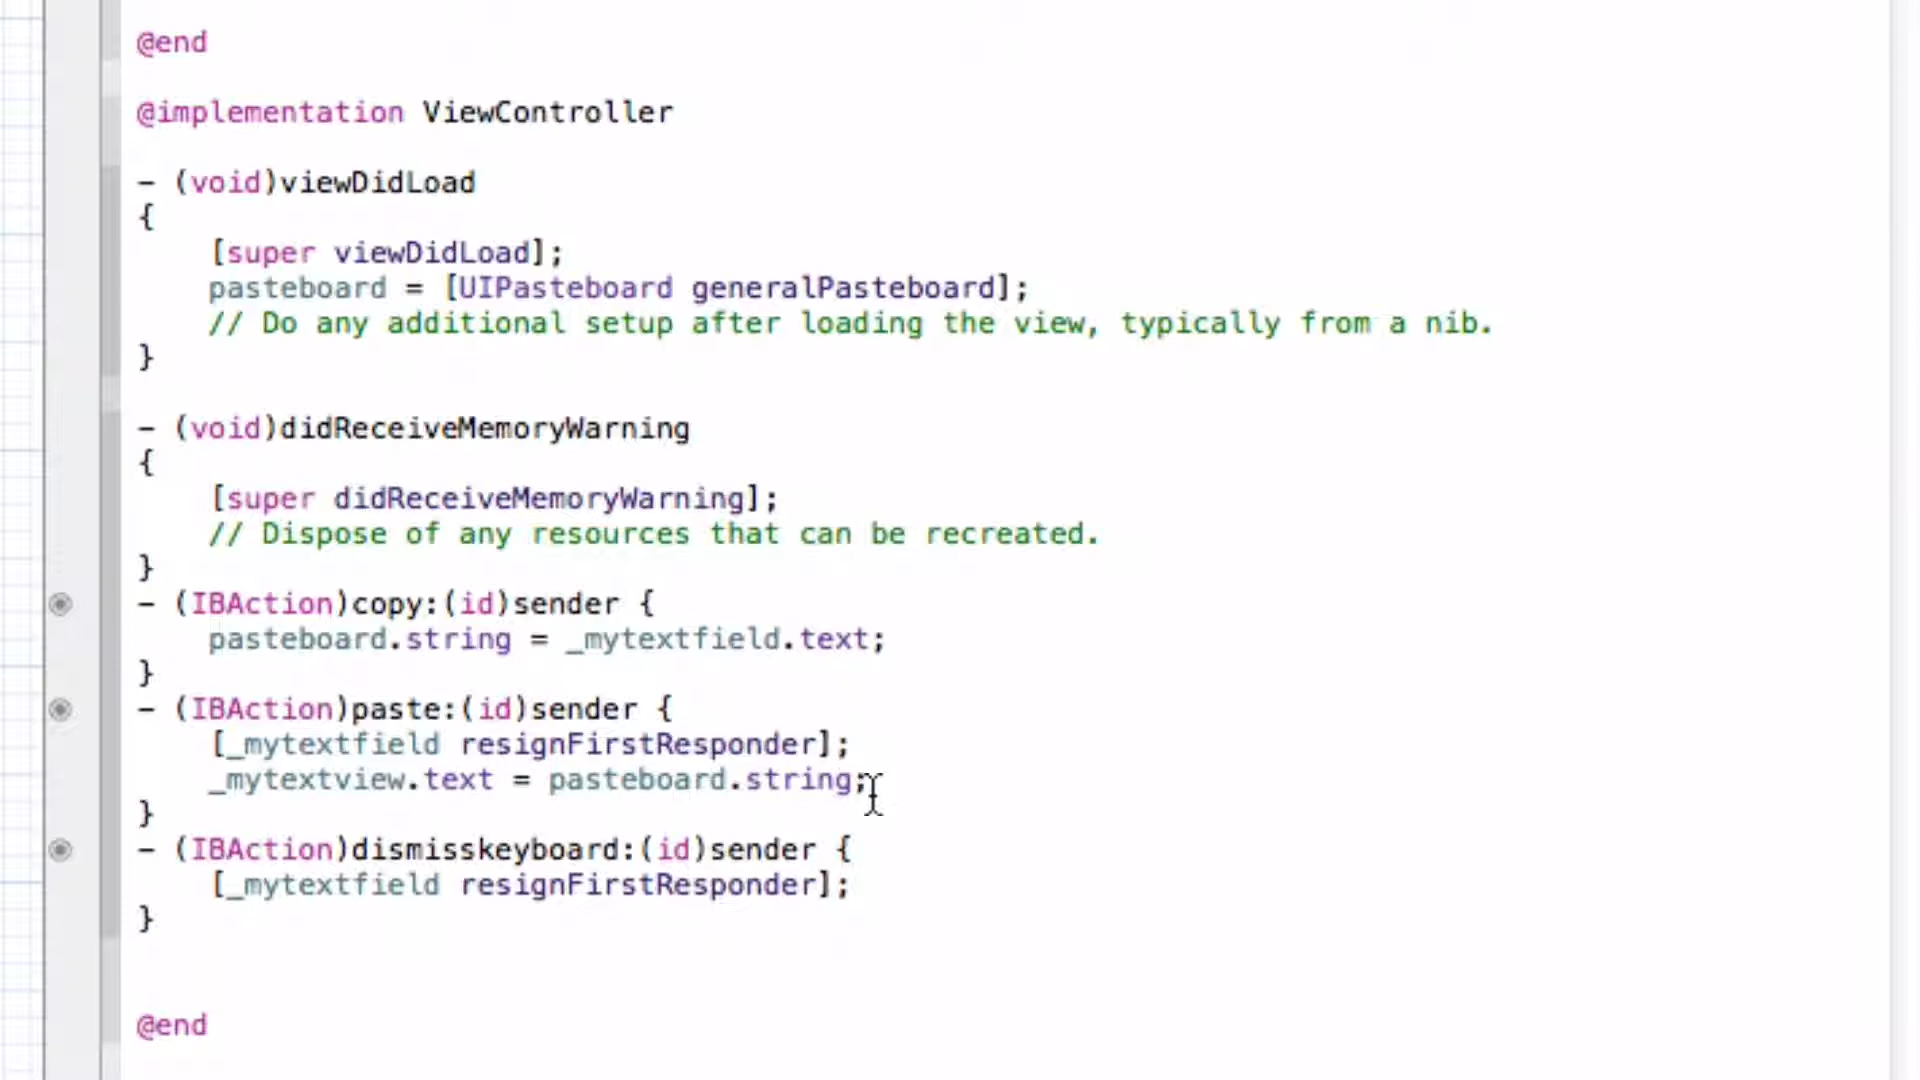 @end
@implementation ViewController
- (void)viewDidLoad
{
[super viewDidLoad];
pasteboard = [UIPasteboard generalPasteboard];
// Do any additional setup after loading the view, typically from a nib.
}
- (void)didReceiveMemoryWarning
{
[super didReceiveMemoryWarning];
// Dispose of any resources that can be recreated.
}
- (IBAction)copy:(id)sender {
pasteboard.string = _mytextfield.text;
}
- (IBAction)paste:(id)sender {
[_mytextfield resignFirstResponder];
_mytextview.text = pasteboard.string;
}
- (IBAction)dismisskeyboard:(id)sender {
[_mytextfield resignFirstResponder];
}
@end